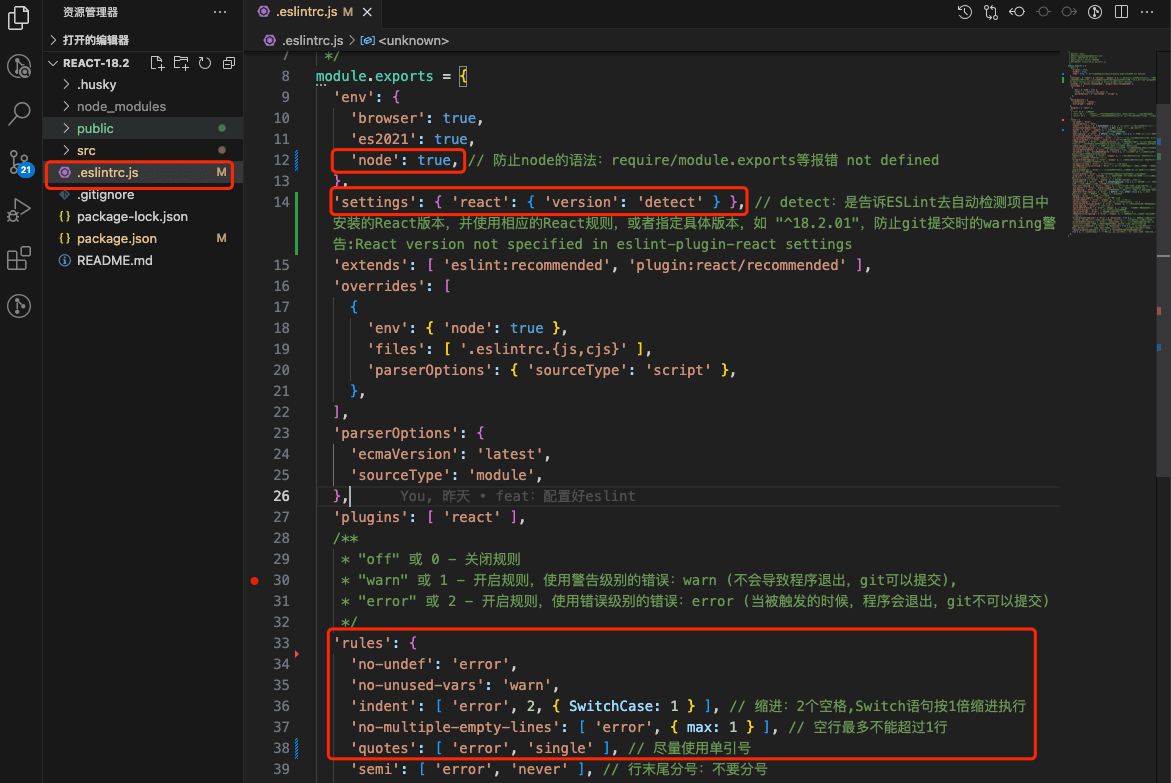 资源管理器
打开的编辑器
REACT-18.2
.husky
node_modules
public
src
.eslintrc.js M
.gitignore
package-lock.json
package.json M
README.md
21
.eslintrc.js M
.eslintrc.js > <unknown>
7 */
8 module.exports = {
9 'env': {
10 'browser': true,
11 'es2021': true,
12 'node': true, // 防止node的语法：require/module.exports等报错 not defined
13 },
14 'settings': { 'react': { 'version': 'detect' } }, // detect：是告诉ESLint去自动检测项目中
安装的React版本，并使用相应的React规则，或者指定具体版本，如 "^18.2.01"，防止git提交时的warning警
告:React version not specified in eslint-plugin-react settings
15 'extends': [ 'eslint:recommended', 'plugin:react/recommended' ],
16 'overrides': [
17 {
18 'env': { 'node': true },
19 'files': [ '.eslintrc.{js,cjs}' ],
20 'parserOptions': { 'sourceType': 'script' },
21 },
22 ],
23 'parserOptions': {
24 'ecmaVersion': 'latest',
25 'sourceType': 'module',
26 }, You, 昨天 • feat: 配置好eslint
27 'plugins': [ 'react' ],
28 /**
29 * "off" 或 0 - 关闭规则
30 * "warn" 或 1 - 开启规则，使用警告级别的错误：warn (不会导致程序退出，git可以提交),
31 * "error" 或 2 - 开启规则，使用错误级别的错误：error (当被触发的时候，程序会退出，git不可以提交)
32 */
33 'rules': {
34 'no-undef': 'error',
35 'no-unused-vars': 'warn',
36 'indent': [ 'error', 2, { SwitchCase: 1 } ], // 缩进：2个空格,Switch语句按1倍缩进执行
37 'no-multiple-empty-lines': [ 'error', { max: 1 } ], // 空行最多不能超过1行
38 'quotes': [ 'error', 'single' ], // 尽量使用单引号
39 'semi': [ 'error', 'never' ], // 行末尾分号：不要分号